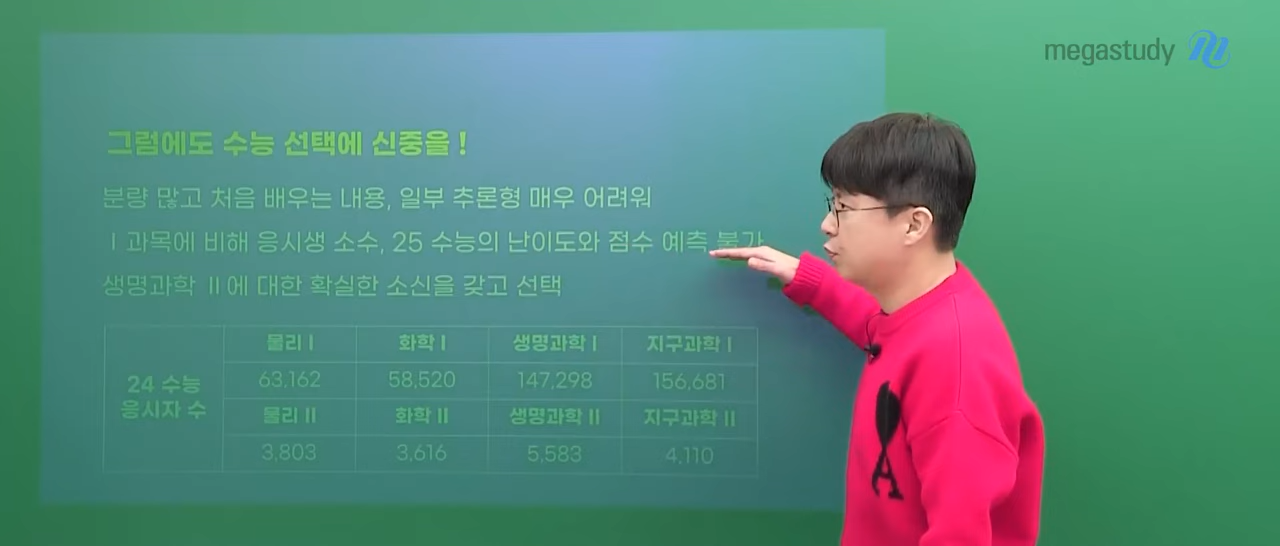 megastudy
그럼에도 수능 선택에 신중을 !
분량 많고 처음 배우는 내용, 일부 추론형 매우 어려워
I 과목에 비해 응시생 소수, 25 수능의 난이도와 점수 예측 불가
생명과학 II에 대한 확실한 소신을 갖고 선택
24 수능
응시자 수
물리 I 화학 I 생명과학 I 지구과학 I
63,162 58,520 147,298 156,681
물리 II 화학 II 생명과학 II 지구과학 II
3,803 3,616 5,583 4,110
A